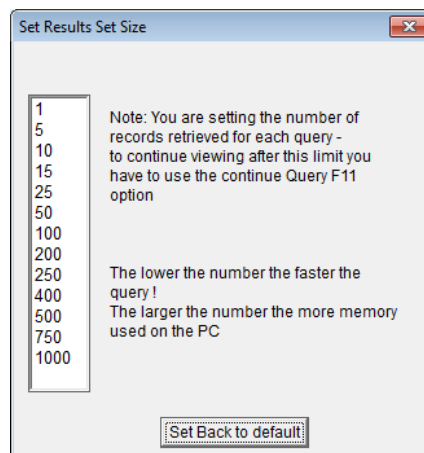 Set Results Set Size
1
5
10
15
25
50
100
200
250
400
500
750
1000
Note: You are setting the number of
records retrieved for each query -
to continue viewing after this limit you
have to use the continue Query F11
option
The lower the number the faster the
query !
The larger the number the more memory
used on the PC
Set Back to default